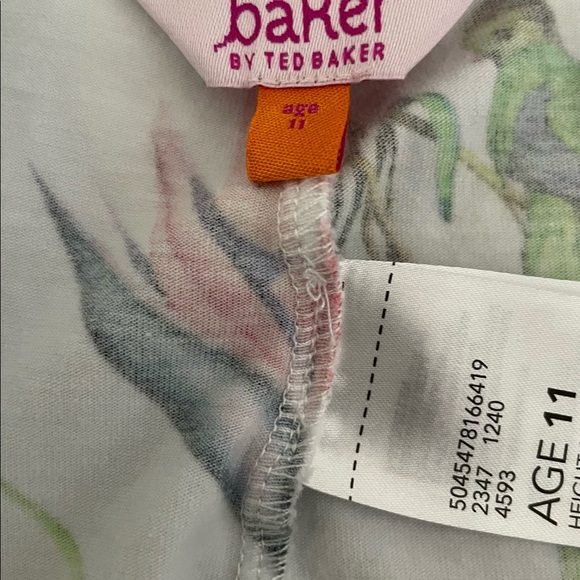 baker
BY TED BAKER
age
11
5045478166419
2347 1240
4593
AGE 11